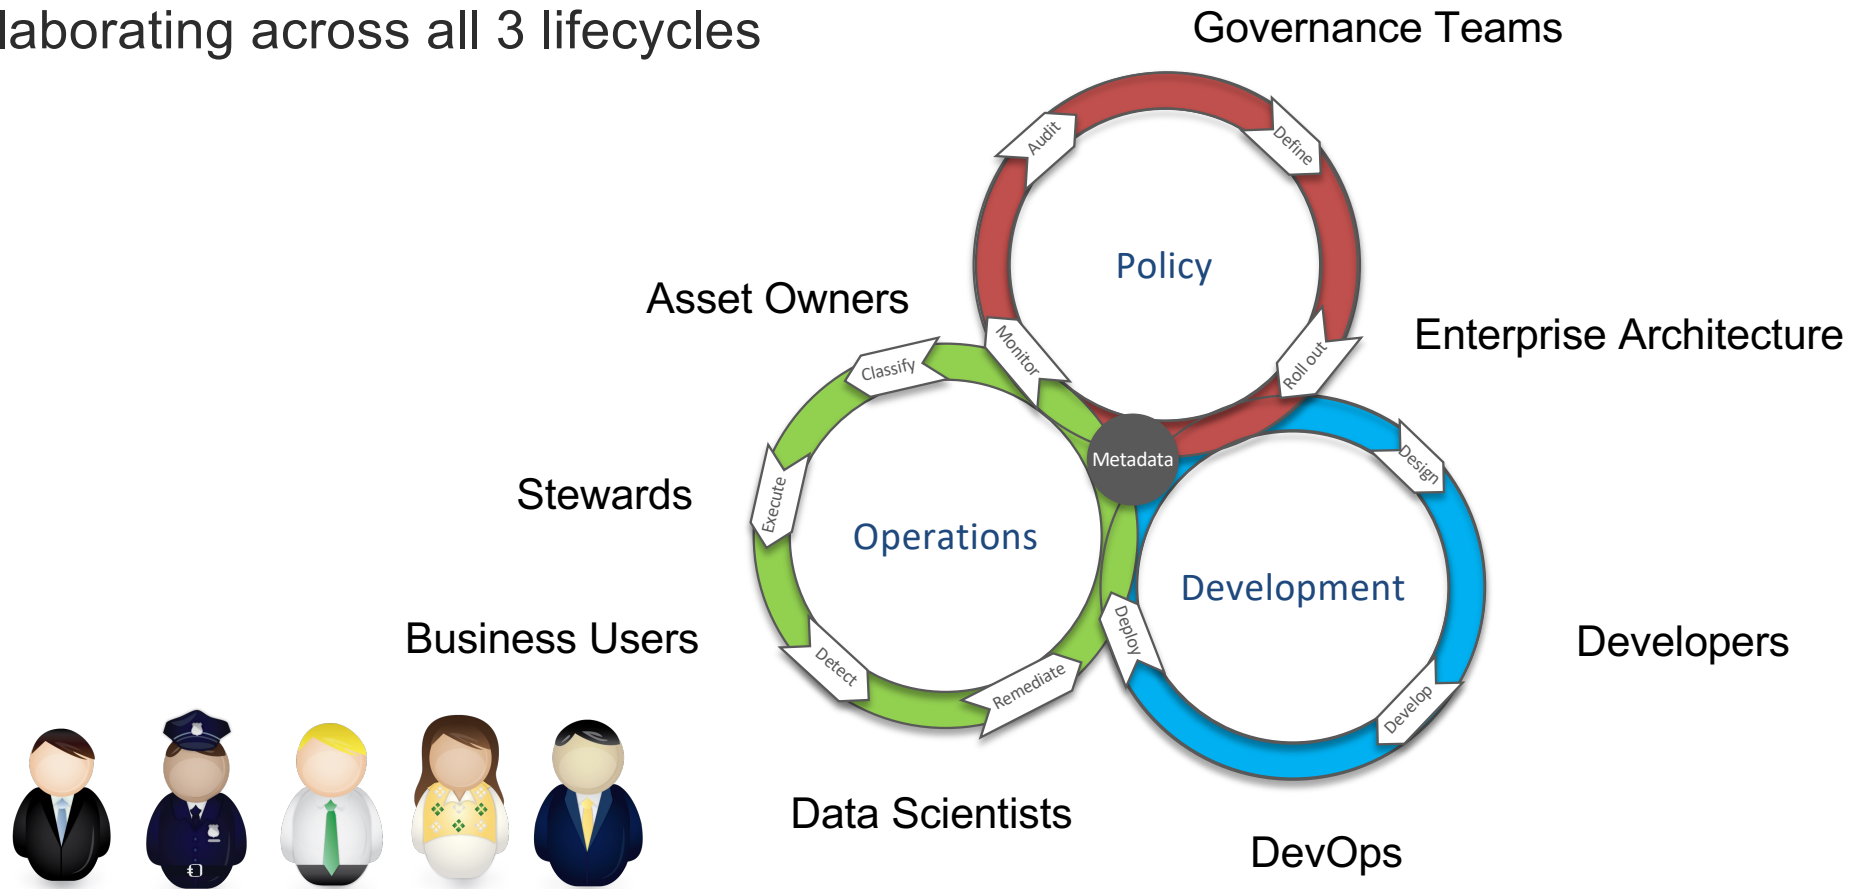 laborating across all 3 lifecycles
Governance Teams
Audit
Define
Policy
Asset Owners
Monitor
Roll out
Enterprise Architecture
Classify
Metadata
Design
Stewards
Execute
Operations
Development
Business Users
Deploy
Developers
Detect
Remediate
Develop
Data Scientists
DevOps